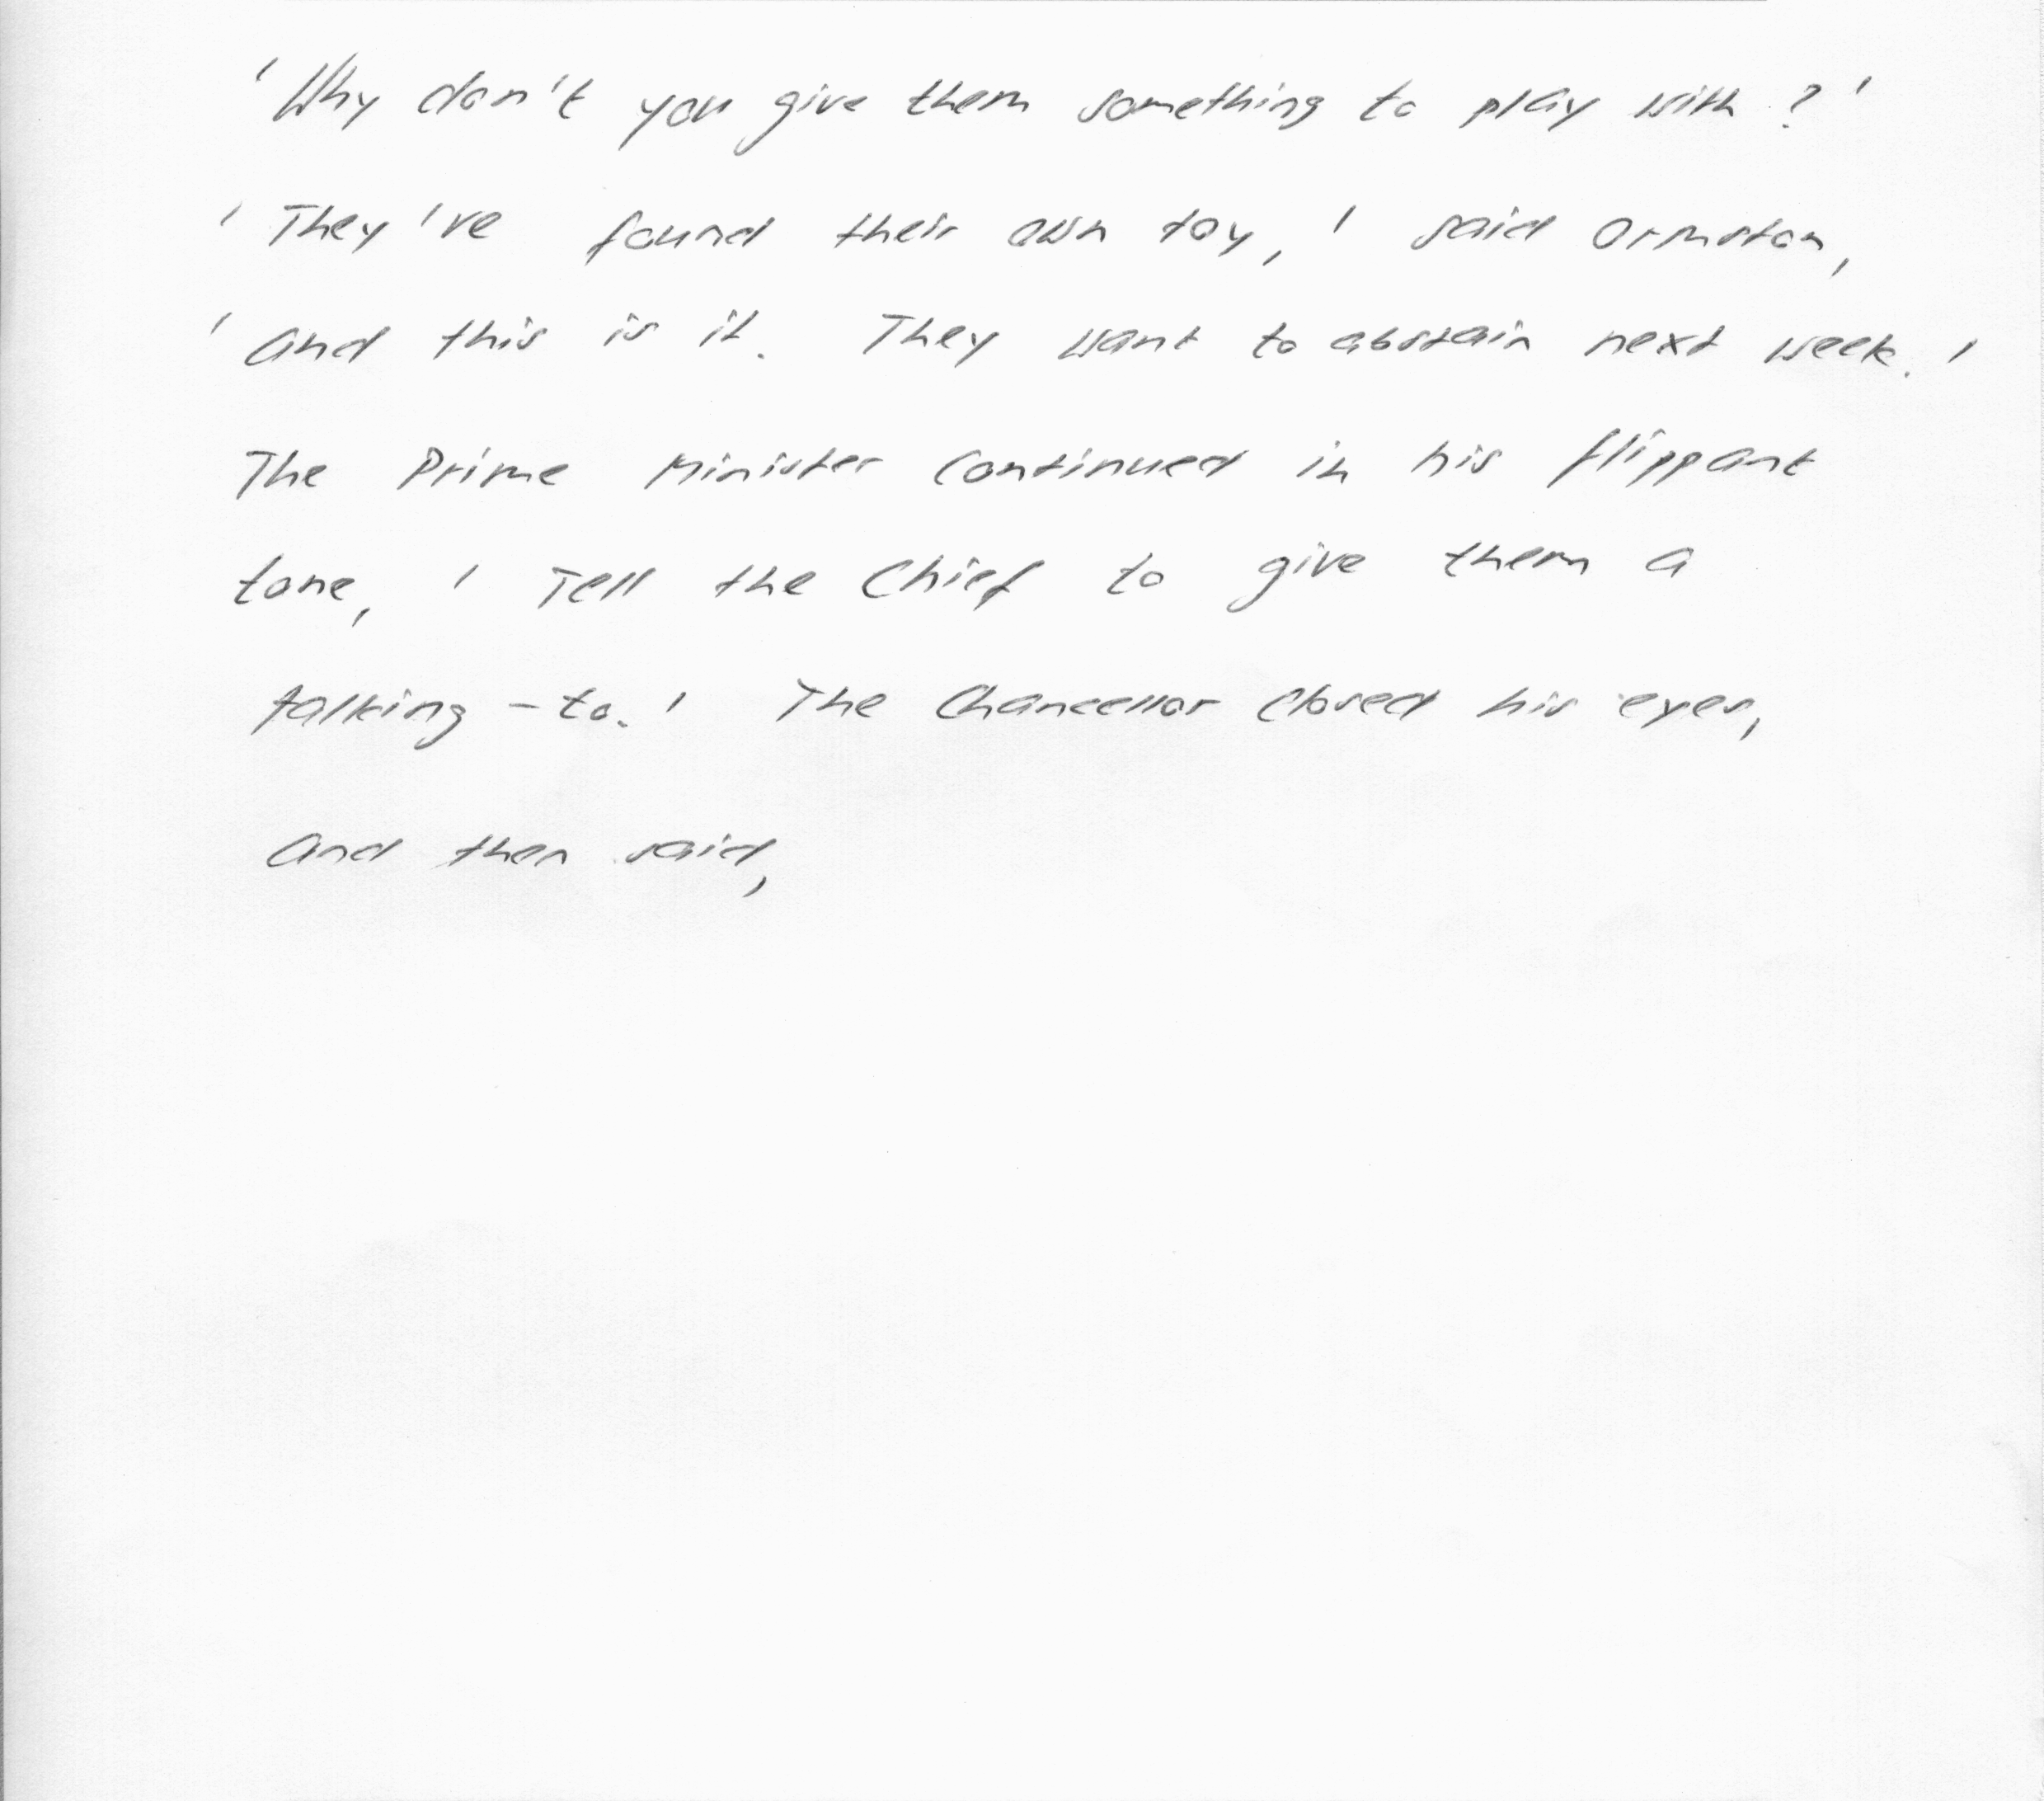 'Why don't you give them something to play with?'
'They've found their own toy,' said Ormston,
'and this is it. They want to abstain next week.'
The Prime Minister continued in his flippant
tone, 'Tell the Chief to give them a
talking-to.' The Chancellor closed his eyes,
and then said,